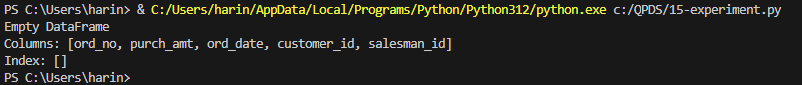 PS C:\Users\harin> & C:/Users/harin/AppData/Local/Programs/Python/Python312/python.exe c:/QPDS/15-experiment.py
Empty DataFrame
Columns: [ord_no, purch_amt, ord_date, customer_id, salesman_id]
Index: []
PS C:\Users\harin>